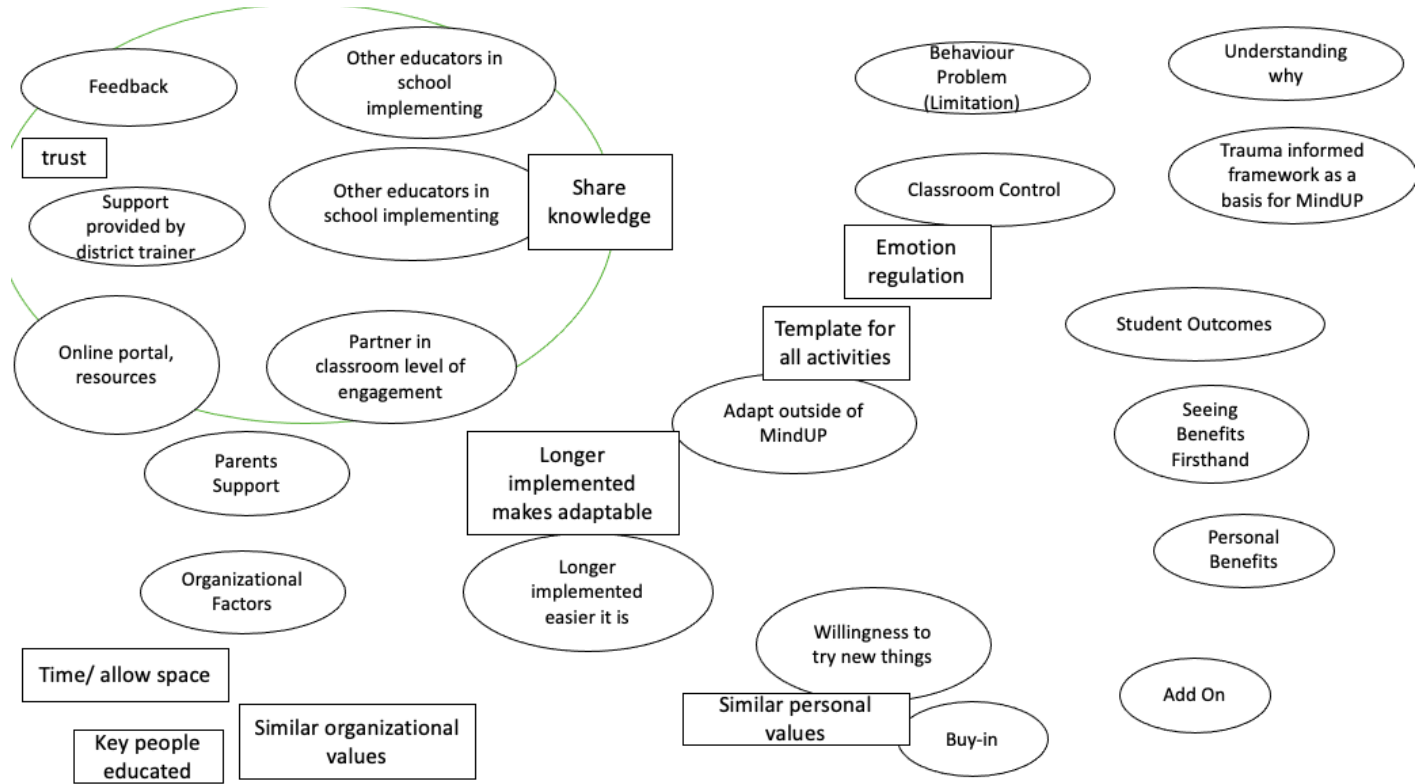 Feedback
Other educators in
school
implementing
trust
Support
provided by
district trainer
Other educators in
school implementing
Share
knowledge
Online portal,
resources
Partner in
classroom level of
engagement
Parents
Support
Organizational
Factors
Time/ allow space
Key people
educated
Similar organizational
values
Longer
implemented
makes adaptable
Longer
implemented
easier it is
Behaviour
Problem
(Limitation)
Understanding
why
Classroom Control
Trauma informed
framework as a
basis for MindUP
Emotion
regulation
Template for
all activities
Adapt outside of
MindUP
Student Outcomes
Seeing
Benefits
Firsthand
Personal
Benefits
Willingness to
try new things
Similar personal
values
Buy-in
Add On